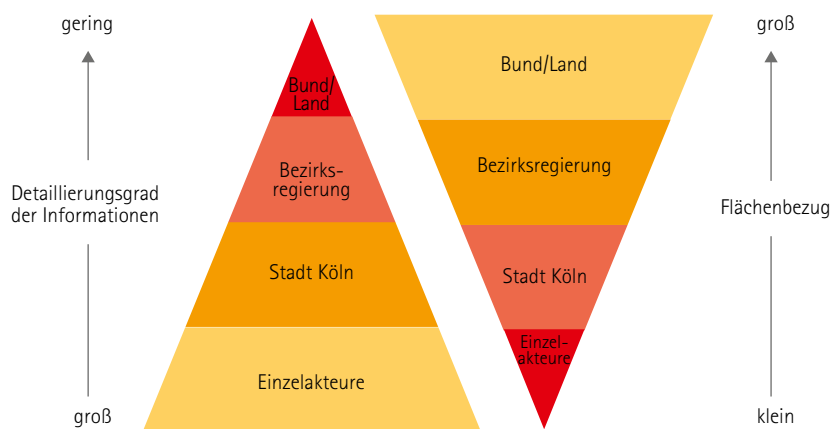 gering
groß
Bund/Land
Bund/
Land
Bezirksregierung
Bezirks-
regierung
Detaillierungsgrad
der Informationen
Flächenbezug
Stadt Köln
Stadt Köln
Einzel-
akteure
Einzelakteure
groß
klein